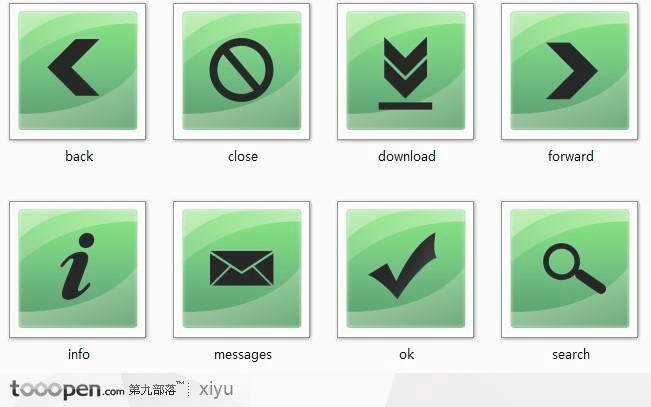 back close download forward
info messages ok search
tooopen.com 第九部落™ xiyu